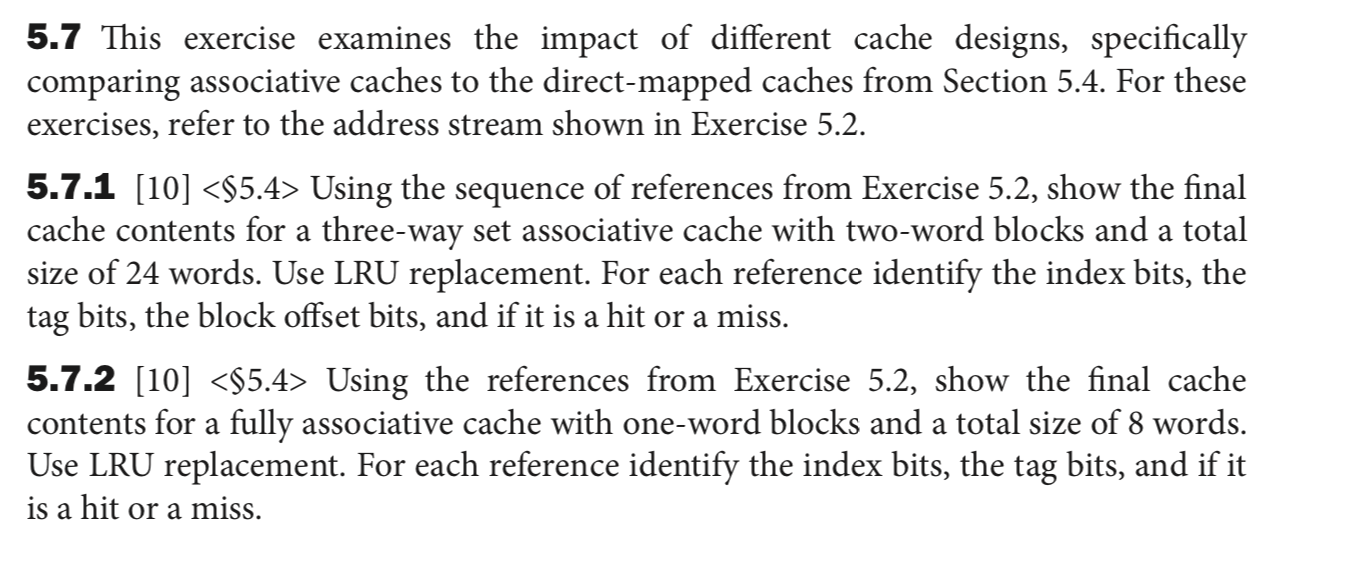 5.7 This exercise examines the impact of different cache designs, specifically
comparing associative caches to the direct-mapped caches from Section 5.4. For these
exercises, refer to the address stream shown in Exercise 5.2.
5.7.1 [10] <§5.4> Using the sequence of references from Exercise 5.2, show the final
cache contents for a three-way set associative cache with two-word blocks and a total
size of 24 words. Use LRU replacement. For each reference identify the index bits, the
tag bits, the block offset bits, and if it is a hit or a miss.
5.7.2 [10] <§5.4> Using the references from Exercise 5.2, show the final cache
contents for a fully associative cache with one-word blocks and a total size of 8 words.
Use LRU replacement. For each reference identify the index bits, the tag bits, and if it
is a hit or a miss.